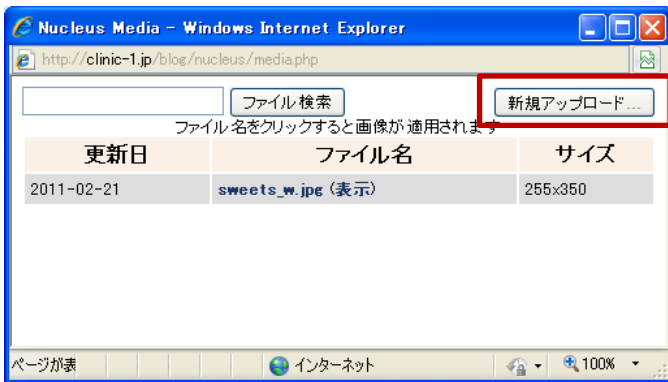 Nucleus Media - Windows Internet Explorer
http://clinic-1.jp/blog/nucleus/media.php
ファイル検索 新規アップロード...
ファイル名をクリックすると画像が適用されます
更新日 ファイル名 サイズ
2011-02-21 sweets_w.jpg (表示) 255x350
ページが表 インターネット 100%